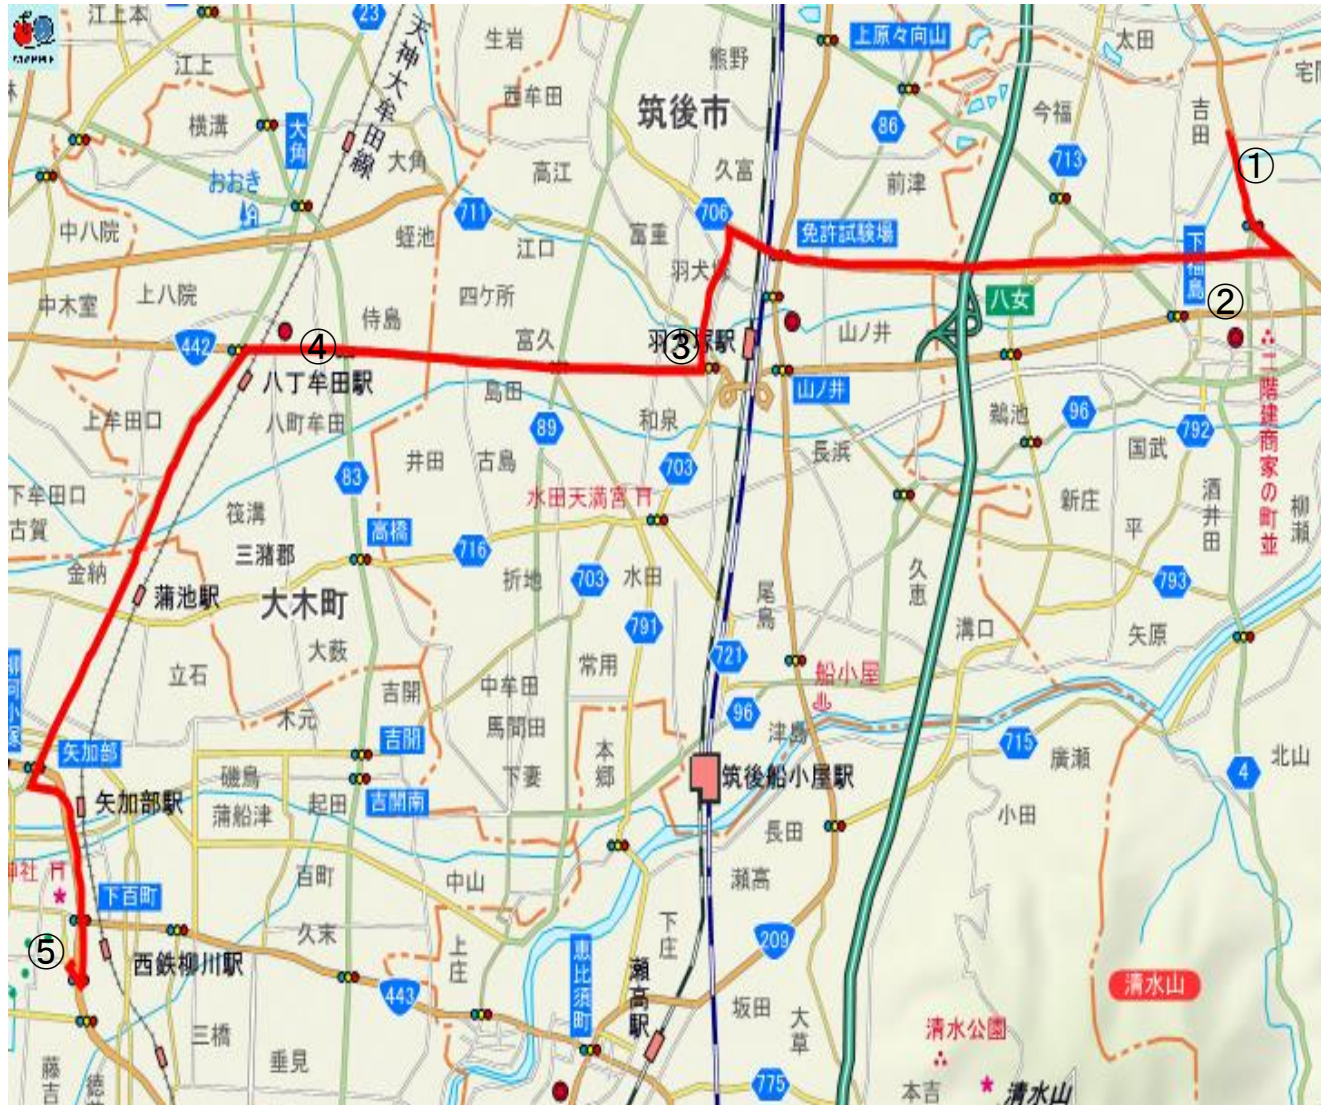 江上本
23
天神大牟田線
生岩
熊野
上原々向山
太田
江上
西牟田
筑後市
今福
吉田
横溝
大角
大角
高江
久富
86
713
①
おおき
前津
中八院
蛭池
711
江口
富重
706
免許試験場
羽犬塚
下福島
中木室
上八院
侍島
四ケ所
八女
②
442
④
富久
③
羽犬塚駅
山ノ井
八丁牟田駅
島田
山ノ井
二階建商家の町並
上牟田口
八町牟田
89
和泉
鵜池
96
792
国武
井田
古島
703
長浜
下牟田口
83
水田天満宮
新庄
酒井田
柳瀬
古賀
筏溝
平
三潴郡
高橋
716
金納
蒲池駅
折地
703
水田
久恵
793
大木町
791
尾島
溝口
矢原
大薮
常用
721
船小屋
立石
吉開
中牟田
96
木元
馬間田
津島
715
矢加部
吉開
本郷
廣瀬
北山
磯鳥
下妻
筑後船小屋駅
4
矢加部駅
起田
吉開南
蒲船津
長田
小田
神社
百町
中山
瀬高
下百町
⑤
久末
上庄
下庄
209
西鉄柳川駅
恵比須町
瀬高駅
443
坂田
大草
清水山
三橋
清水公園
垂見
藤吉
775
本吉
清水山